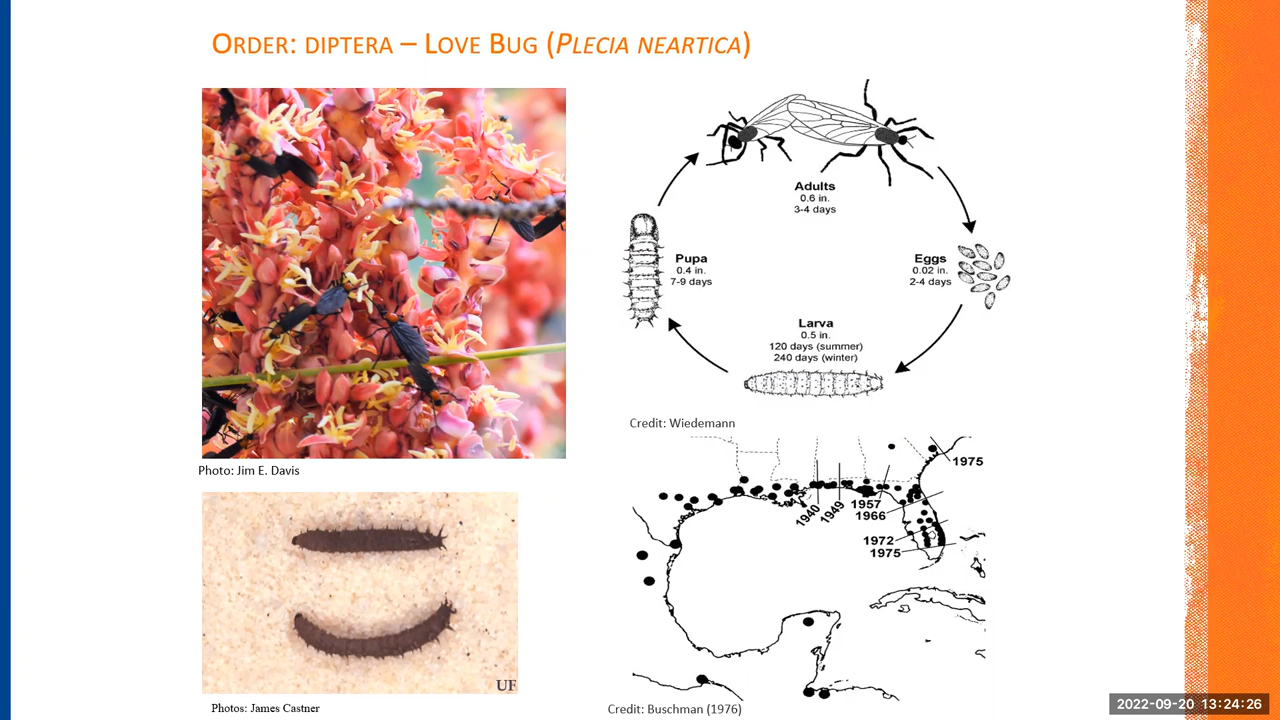 ORDER: DIPTERA – LOVE BUG (PLECIA NEARTICA)
Adults
0.6 in.
3-4 days
Pupa
0.4 in.
7-9 days
Eggs
0.02 in.
2-4 days
Larva
0.5 in.
120 days (summer)
240 days (winter)
Credit: Wiedemann
Photo: Jim E. Davis
1975
1940
1949
1957
1966
1972
1975
UF
Photos: James Castner
Credit: Buschman (1976)
2022-09-20 13:24:26